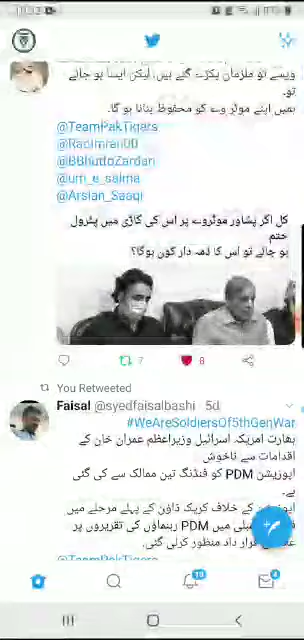 ویسے تو ملزمان پکڑے گئے ہیں، لیکن ایسا ہو جائے
تو۔
ہمیں اپنے موٹر وے کو محفوظ بنانا ہو گا۔
@TeamPakTigers
@RaoImran00
@BBhuttoZardari
@um_e_salma
کل اگر پشاور موٹروے پر اس کی گاڑی میں پٹرول
ختم
ہو جائے تو اس کا ذمہ دار کون ہوگا؟
7
8
You Retweeted
Faisal @syedfaisalbashi · 5d
#WeAreSoldiersOf5thGenWar
بھارت امریکہ اسرائیل وزیراعظم عمران خان کے
اقدامات سے ناخوش
اپوزیشن PDM کو فنڈنگ تین ممالک سے کی گئی
ہے۔
کے خلاف کریک ڈاؤن کے پہلے مرحلے میں
میں PDM رہنماؤں کی تقریروں پر
قرار داد منظور کرلی گئی۔
@TeamPakTigers